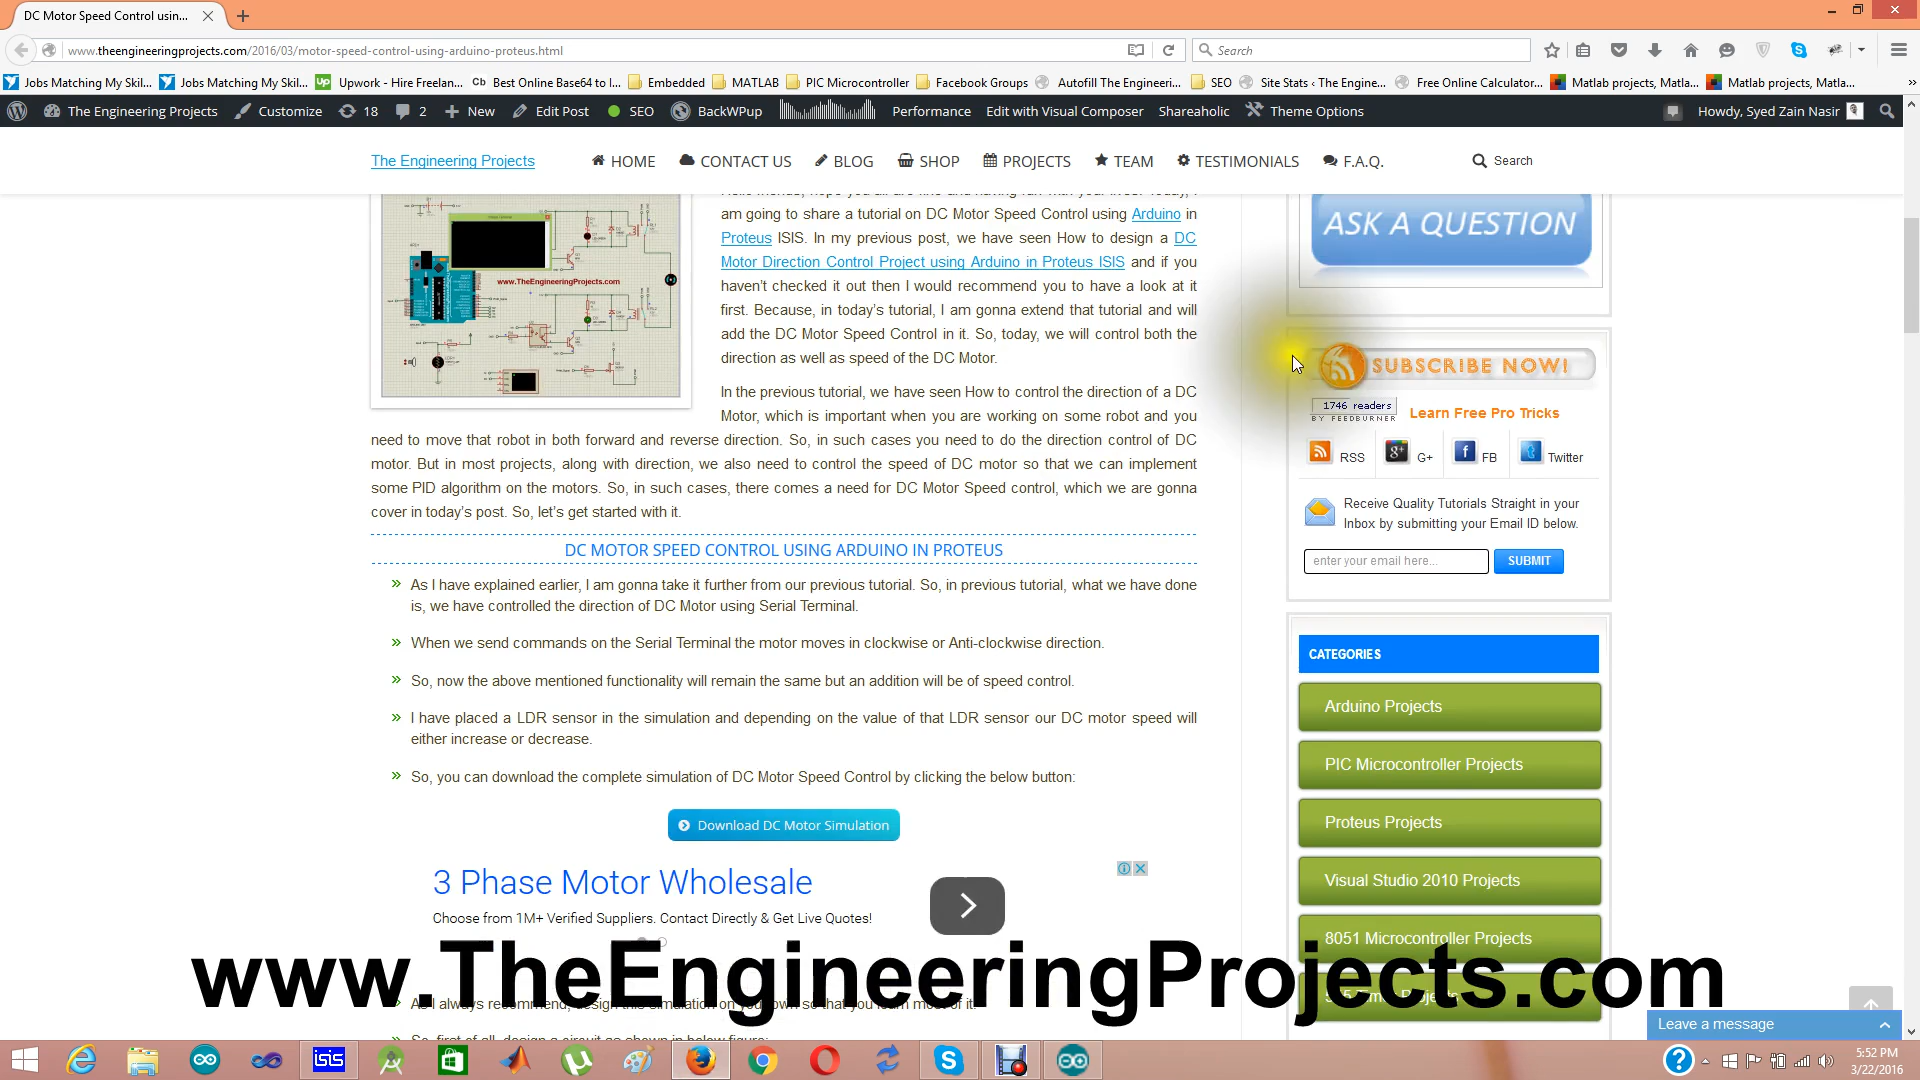 DC Motor Speed Control usin...
www.theengineeringprojects.com/2016/03/motor-speed-control-using-arduino-proteus.html
Search
Jobs Matching My Skil...
Jobs Matching My Skil...
Up Upwork - Hire Freelan...
Cb Best Online Base64 to I...
Embedded
MATLAB
PIC Microcontroller
Facebook Groups
Autofill The Engineeri...
SEO
Site Stats ‹ The Engine...
Free Online Calculator...
Matlab projects, Matla...
Matlab projects, Matla...
The Engineering Projects
Customize
18
2
New
Edit Post
SEO
BackWPup
Performance
Edit with Visual Composer
Shareaholic
Theme Options
Howdy, Syed Zain Nasir
The Engineering Projects
HOME
CONTACT US
BLOG
SHOP
PROJECTS
TEAM
TESTIMONIALS
F.A.Q.
Search
www.TheEngineeringProjects.com
am going to share a tutorial on DC Motor Speed Control using Arduino in
Proteus ISIS. In my previous post, we have seen How to design a DC
Motor Direction Control Project using Arduino in Proteus ISIS and if you
haven't checked it out then I would recommend you to have a look at it
first. Because, in today's tutorial, I am gonna extend that tutorial and will
add the DC Motor Speed Control in it. So, today, we will control both the
direction as well as speed of the DC Motor.
In the previous tutorial, we have seen How to control the direction of a DC
Motor, which is important when you are working on some robot and you
need to move that robot in both forward and reverse direction. So, in such cases you need to do the direction control of DC
motor. But in most projects, along with direction, we also need to control the speed of DC motor so that we can implement
some PID algorithm on the motors. So, in such cases, there comes a need for DC Motor Speed control, which we are gonna
cover in today's post. So, let's get started with it.
DC MOTOR SPEED CONTROL USING ARDUINO IN PROTEUS
» As I have explained earlier, I am gonna take it further from our previous tutorial. So, in previous tutorial, what we have done
is, we have controlled the direction of DC Motor using Serial Terminal.
» When we send commands on the Serial Terminal the motor moves in clockwise or Anti-clockwise direction.
» So, now the above mentioned functionality will remain the same but an addition will be of speed control.
» I have placed a LDR sensor in the simulation and depending on the value of that LDR sensor our DC motor speed will
either increase or decrease.
» So, you can download the complete simulation of DC Motor Speed Control by clicking the below button:
Download DC Motor Simulation
3 Phase Motor Wholesale
Choose from 1M+ Verified Suppliers. Contact Directly & Get Live Quotes!
ASK A QUESTION
SUBSCRIBE NOW!
1746 readers
BY FEEDBURNER
Learn Free Pro Tricks
RSS
G+
FB
Twitter
Receive Quality Tutorials Straight in your
Inbox by submitting your Email ID below.
enter your email here...
SUBMIT
CATEGORIES
Arduino Projects
PIC Microcontroller Projects
Proteus Projects
Visual Studio 2010 Projects
8051 Microcontroller Projects
www.TheEngineeringProjects.com
Leave a message
isis
5:52 PM
3/22/2016